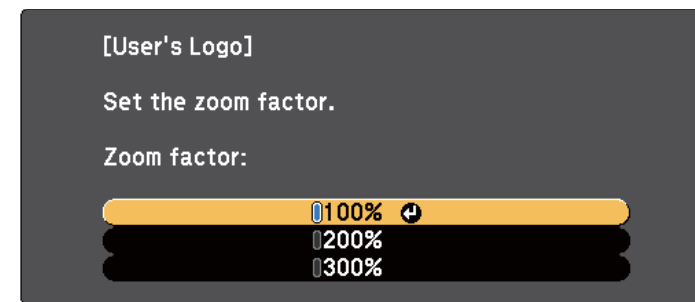 [User's Logo]
Set the zoom factor.
Zoom factor:
100%
200%
300%